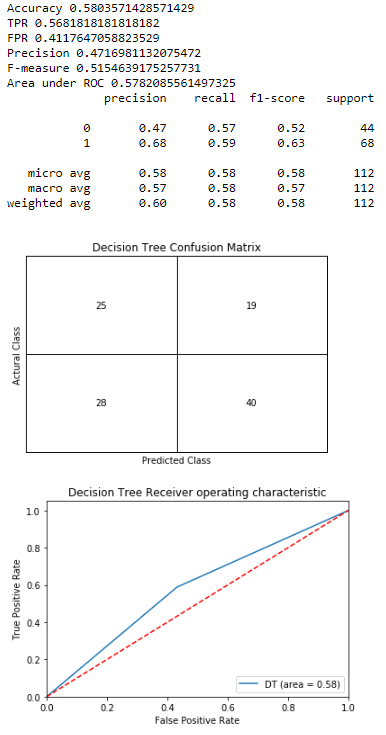 Accuracy 0.5803571428571429
TPR 0.5681818181818182
FPR 0.4117647058823529
Precision 0.4716981132075472
F-measure 0.5154639175257731
Area under ROC 0.5782085561497325
precision recall f1-score support
0 0.47 0.57 0.52 44
1 0.68 0.59 0.63 68
micro avg 0.58 0.58 0.58 112
macro avg 0.57 0.58 0.57 112
weighted avg 0.60 0.58 0.58 112
Decision Tree Confusion Matrix
Actural Class
25 19
28 40
Predicted Class
Decision Tree Receiver operating characteristic
True Positive Rate
1.0
0.8
0.6
0.4
0.2
0.0
DT (area = 0.58)
0.0 0.2 0.4 0.6 0.8 1.0
False Positive Rate